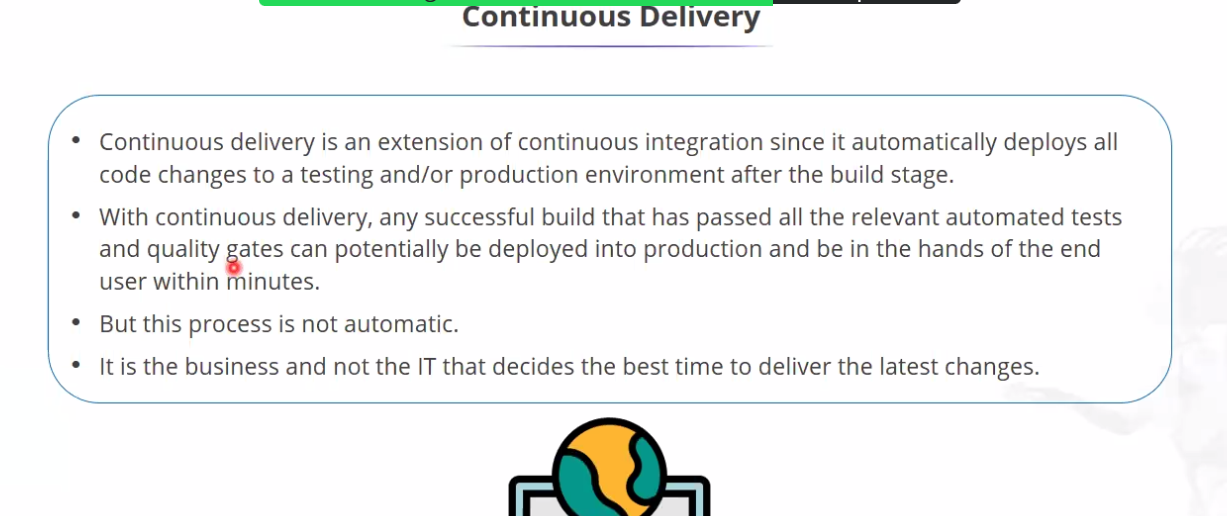 Continuous Delivery
• Continuous delivery is an extension of continuous integration since it automatically deploys all
code changes to a testing and/or production environment after the build stage.
• With continuous delivery, any successful build that has passed all the relevant automated tests
and quality gates can potentially be deployed into production and be in the hands of the end
user within minutes.
• But this process is not automatic.
• It is the business and not the IT that decides the best time to deliver the latest changes.